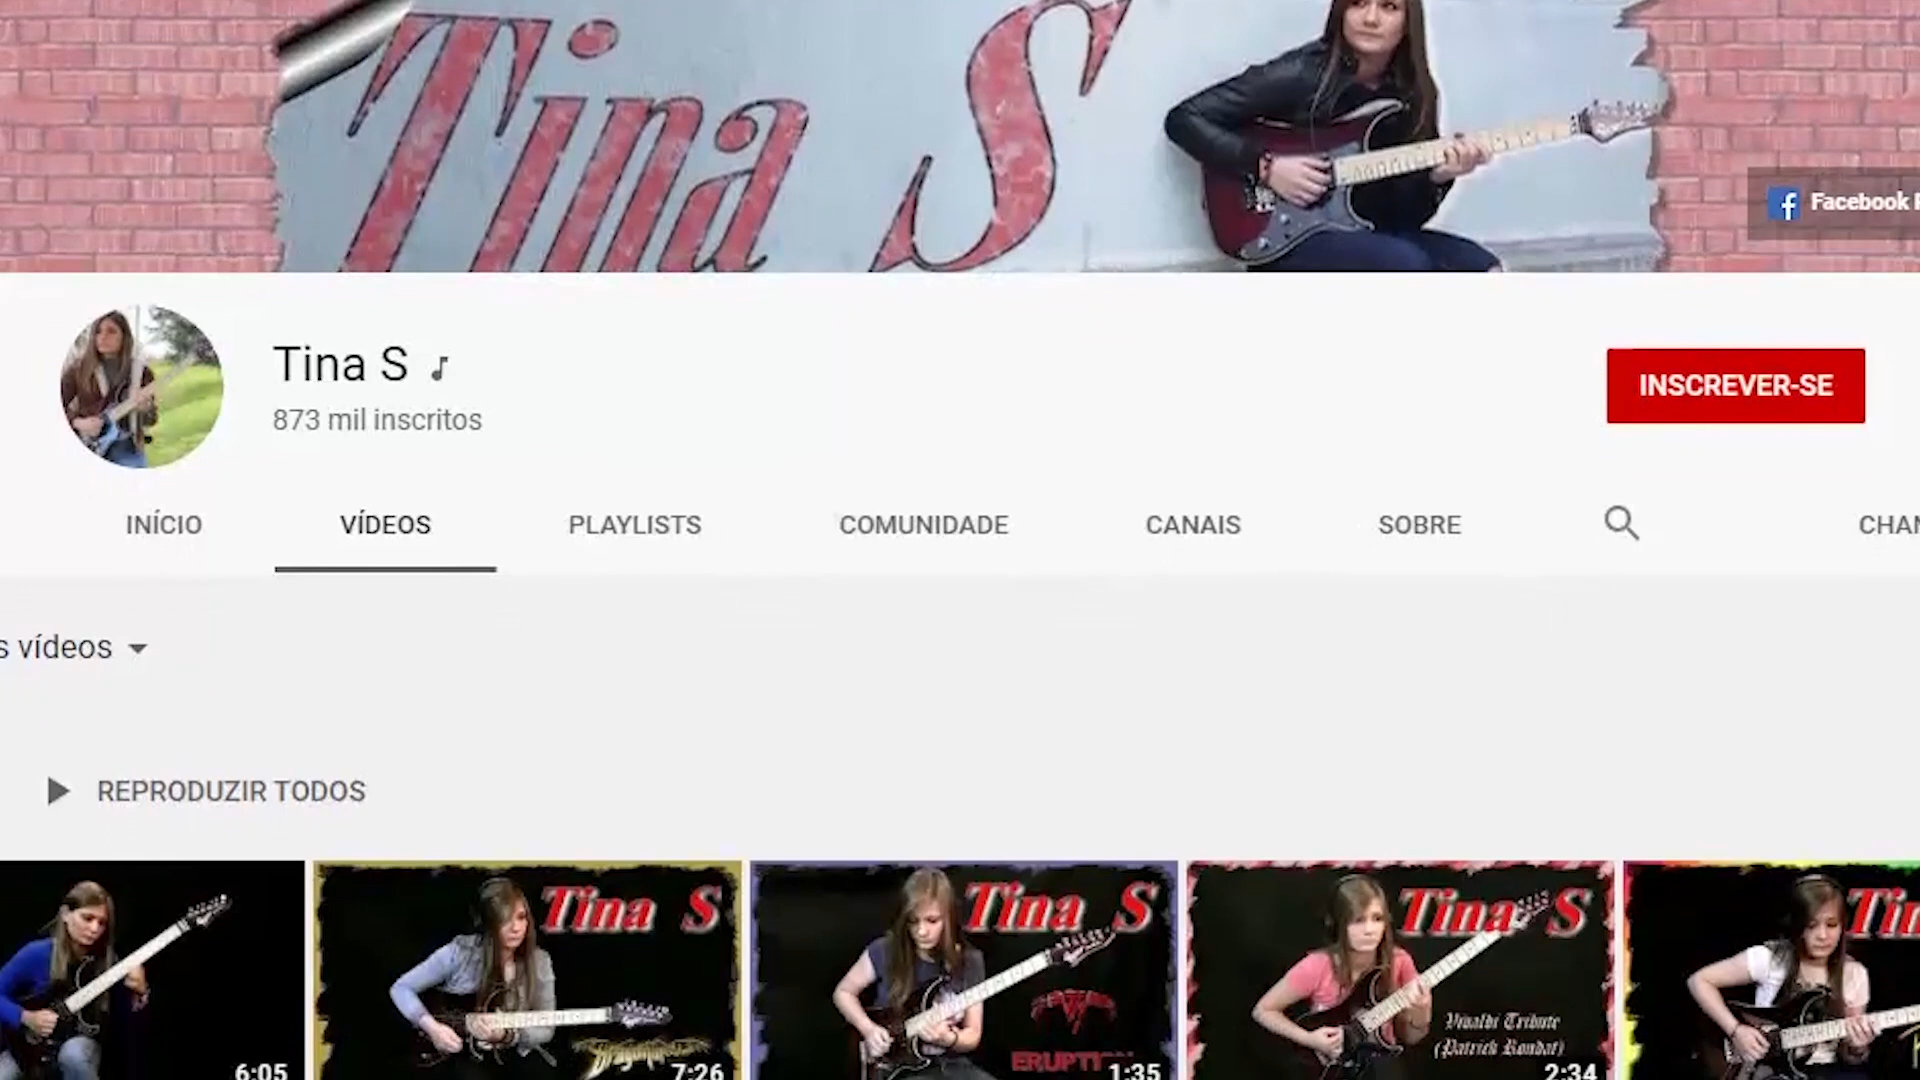 Tina S
Facebook
Tina S
873 mil inscritos
INSCREVER-SE
INÍCIO
VÍDEOS
PLAYLISTS
COMUNIDADE
CANAIS
SOBRE
s vídeos
REPRODUZIR TODOS
6:05
Tina S
7:26
Tina S
1:35
Tina S
Vivaldi Tribute
(Patrick Rondat)
2:34